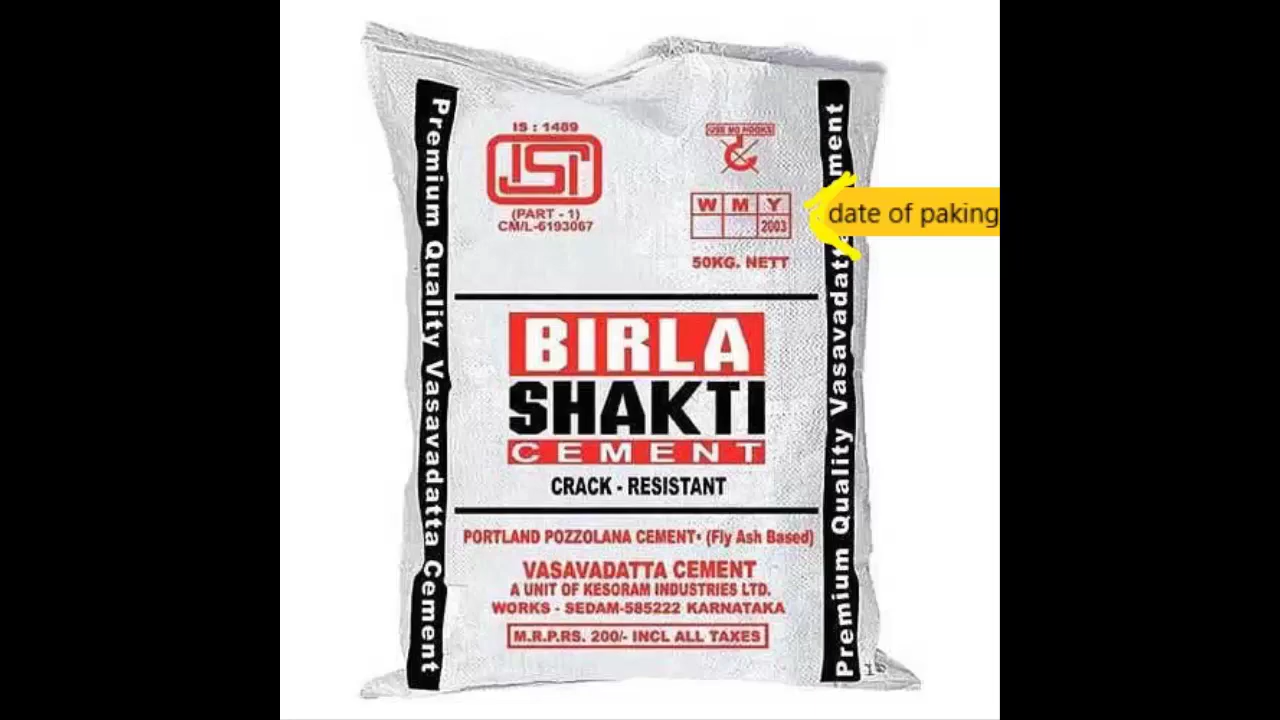 IS : 1489
ISI
(PART - 1)
CM/L-6193067
USE NO HOOKS
W M Y
2003
50KG. NETT
date of paking
BIRLA
SHAKTI
CEMENT
CRACK - RESISTANT
PORTLAND POZZOLANA CEMENT• (Fly Ash Based)
VASAVADATTA CEMENT
A UNIT OF KESORAM INDUSTRIES LTD.
WORKS - SEDAM-585222 KARNATAKA
M.R.P.RS. 200/- INCL ALL TAXES
Premium Quality Vasavadatta Cement
Premium Quality Vasavadatta ment